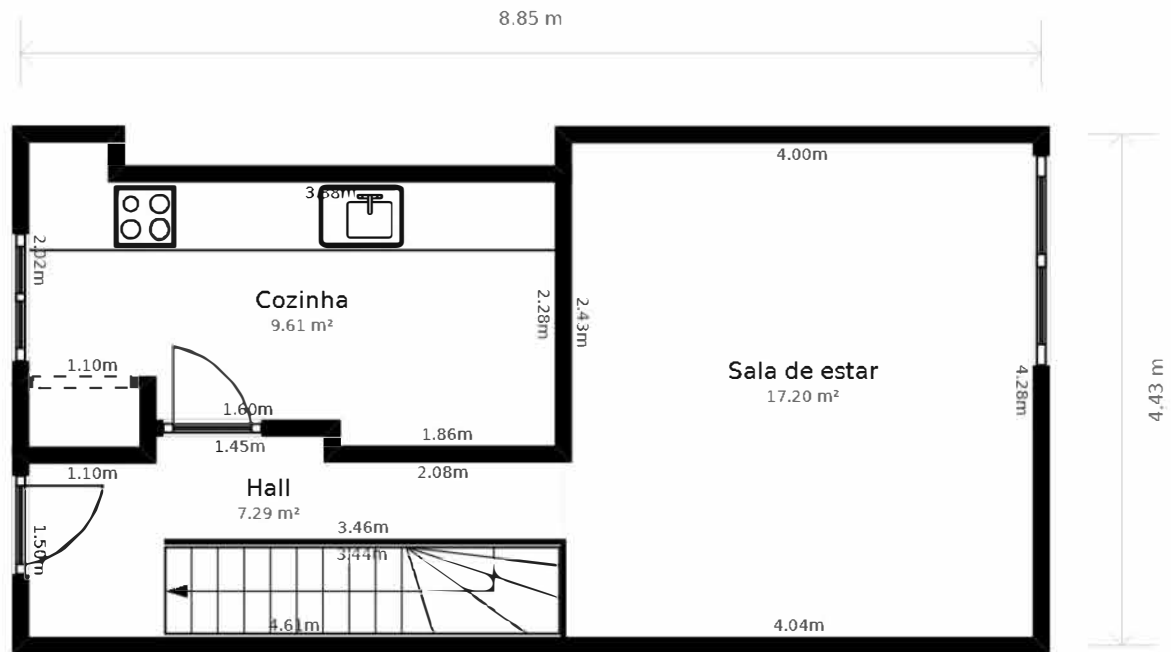 8.85 m
4.00m
3.88m
2.02m
Cozinha
9.61 m²
2.28m
2.43m
Sala de estar
17.20 m²
4.28m
4.43 m
1.10m
1.60m
1.45m
1.86m
1.10m
2.08m
Hall
7.29 m²
3.46m
3.44m
1.50m
4.61m
4.04m